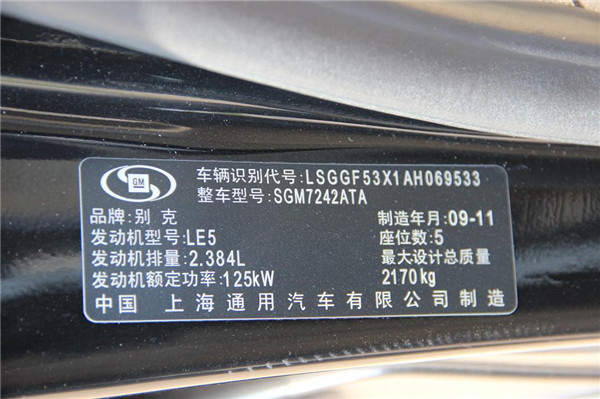 GM
车辆识别代号:LSGGF53X1AH069533
整车型号:SGM7242ATA
品牌:别克 制造年月:09-11
发动机型号:LE5 座位数:5
发动机排量:2.384L 最大设计总质量
发动机额定功率:125kW 2170kg
中国 上海通用汽车有限公司制造